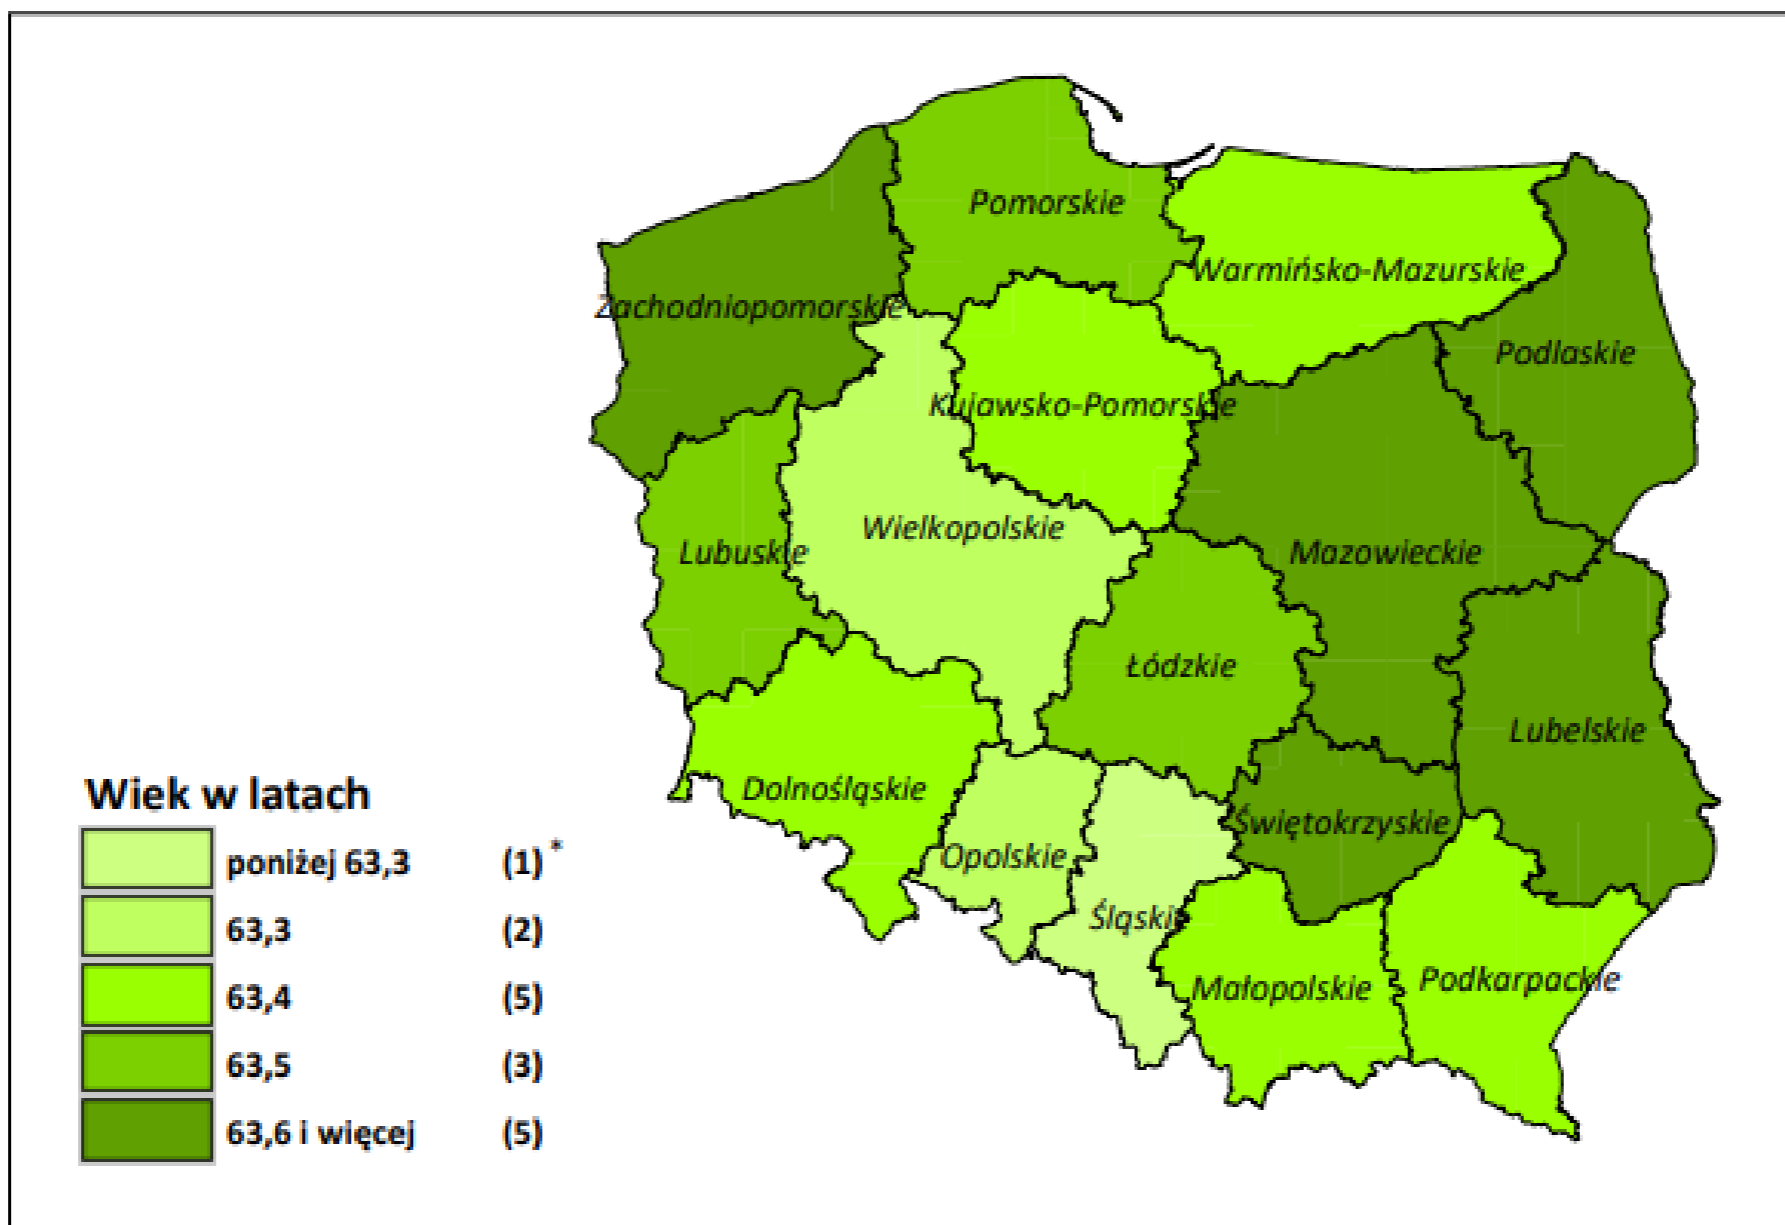 Pomorskie
Warmińsko-Mazurskie
Zachodniopomorskie
Podlaskie
Kujawsko-Pomorskie
Wielkopolskie
Lubuskie
Mazowieckie
Łódzkie
Lubelskie
Dolnośląskie
Świętokrzyskie
Opolskie
Śląskie
Podkarpackie
Małopolskie
Wiek w latach
poniżej 63,3 (1) *
63,3 (2)
63,4 (5)
63,5 (3)
63,6 i więcej (5)